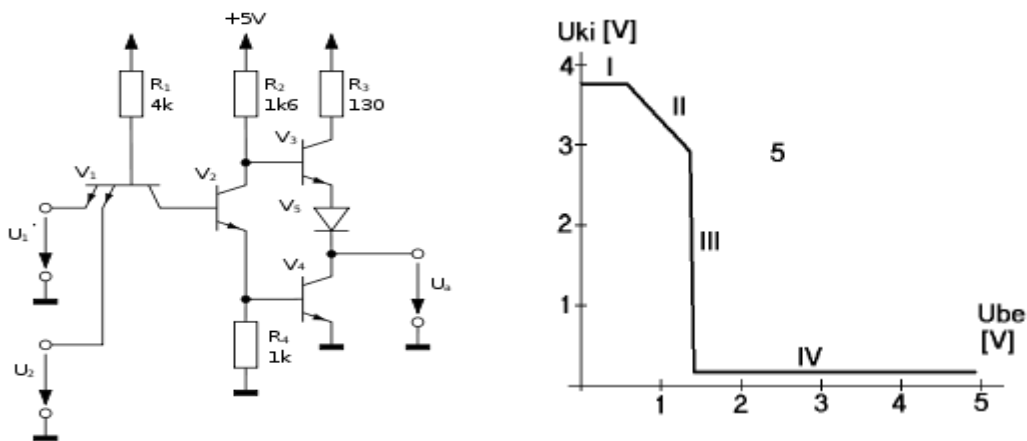 +5V
R₁
4k
R₂
1k6
R₃
130
V₁
V₂
V₃
V₅
V₄
U₁
U₂
Uₐ
R₄
1k
Uki [V]
4
3
2
1
I
II
5
III
IV
Ube
[V]
1 2 3 4 5